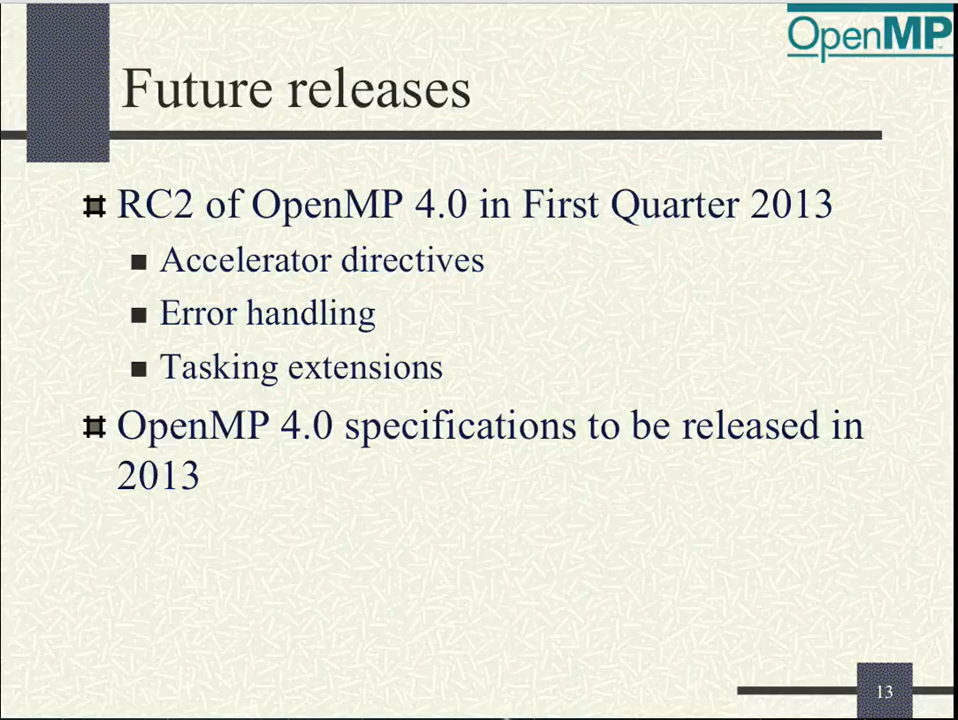 OpenMP
Future releases
RC2 of OpenMP 4.0 in First Quarter 2013
Accelerator directives
Error handling
Tasking extensions
OpenMP 4.0 specifications to be released in
2013
13